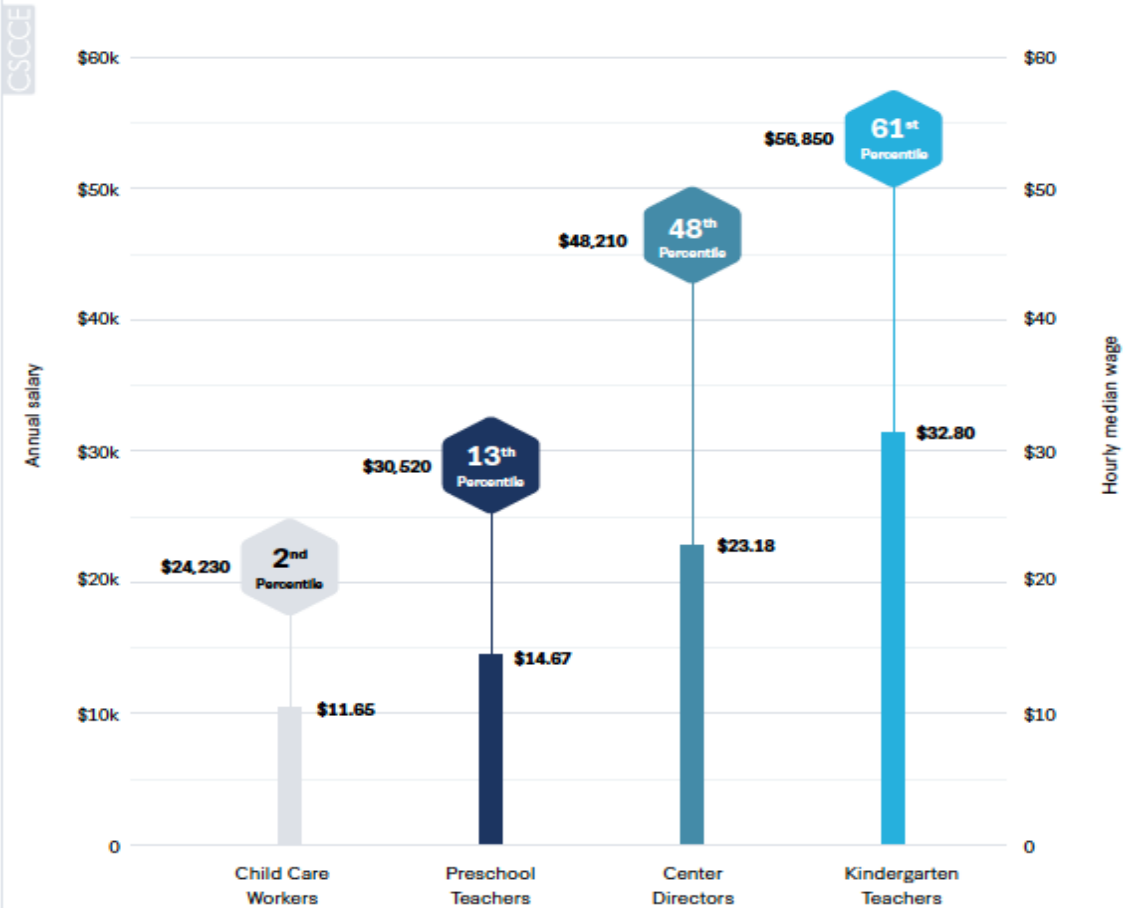 CSCCE
$60k
$60
61st
Percentile
$56,850
$50k
$50
48th
Percentile
$48,210
$40k
$40
Annual salary
Hourly median wage
$32.80
$30k
$30
13th
Percentile
$30,520
2nd
Percentile
$24,230
$23.18
$20k
$20
$14.67
$11.65
$10k
$10
0
0
Child Care
Workers
Preschool
Teachers
Center
Directors
Kindergarten
Teachers